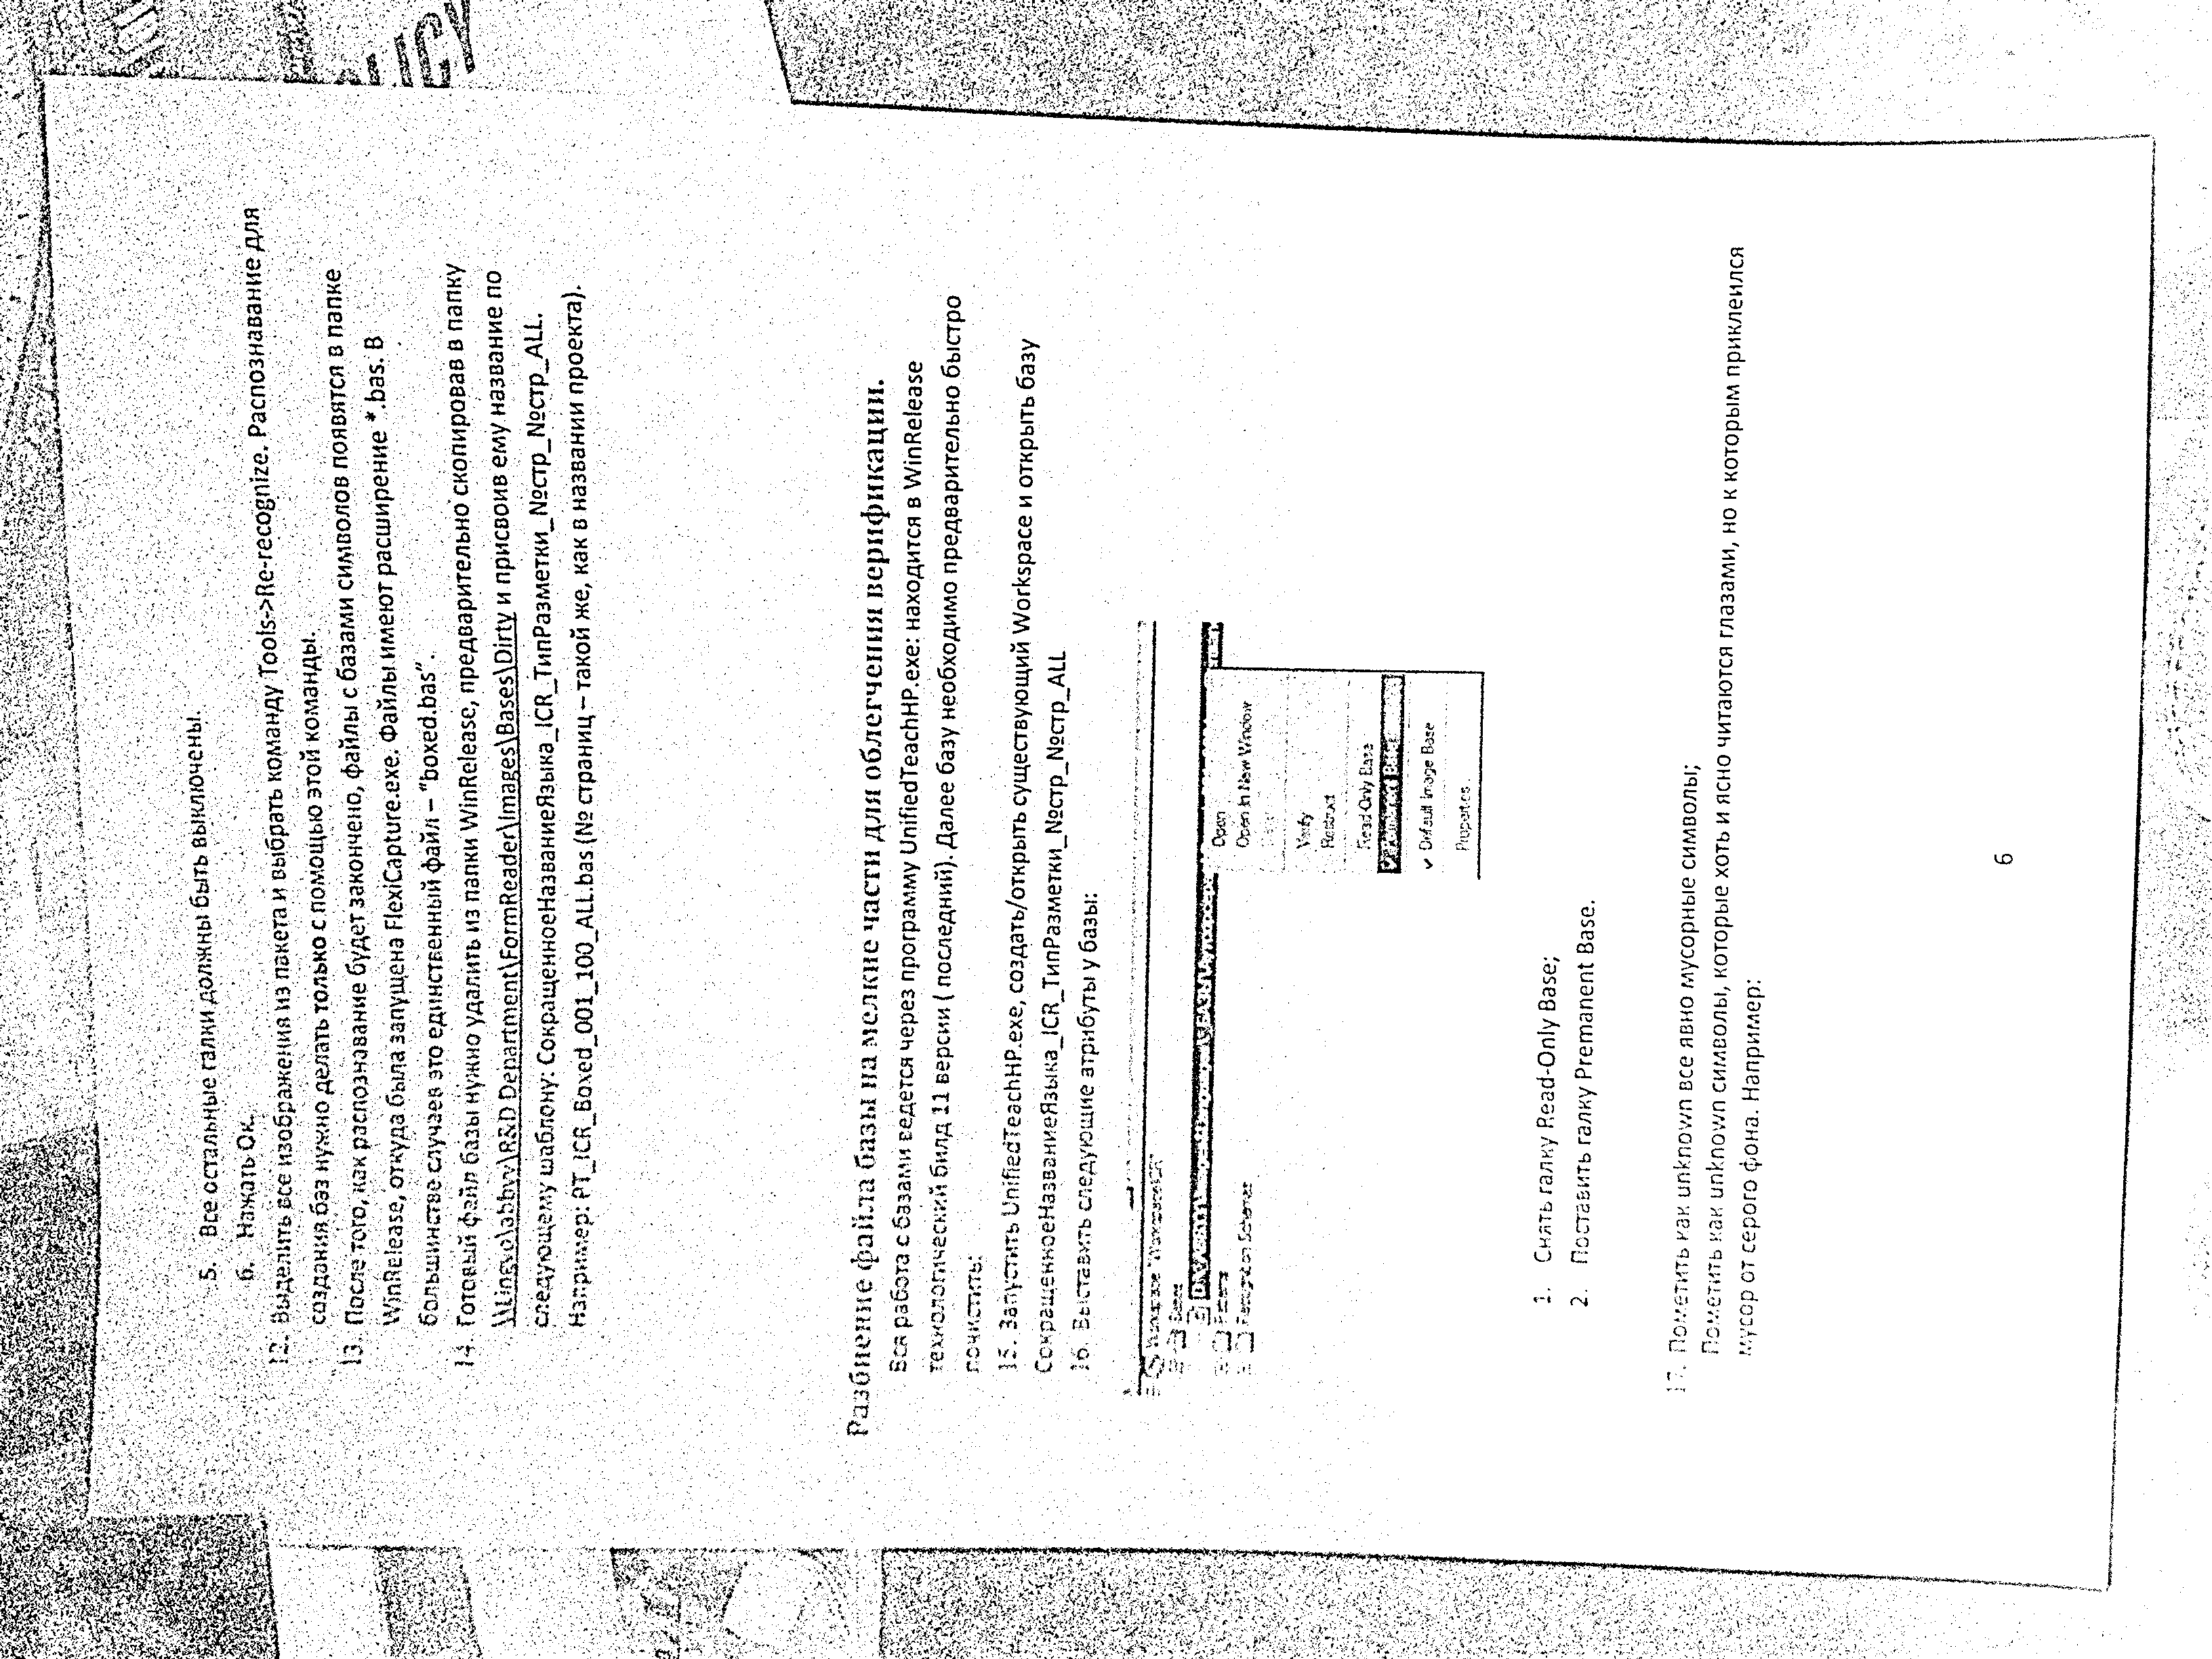 5. Все остальные галки должны быть выключены.
6. Нажать Ок.
12. Выделить все изображения из пакета и выбрать команду Tools->Re-recognize. Распознавание для
создания баз нужно делать только с помощью этой команды.
13. После того, как распознование будет закончено, файлы с базами символов появятся в папке
WinRelease, откуда была запущена FlexiCapture.exe. Файлы имеют расширение *.bas. В
большинстве случаев это единственный файл – "boxed.bas".
14. Готовый файл базы нужно удалить из папки WinRelease, предварительно скопировав в папку
\\Lingvo\abbyy\R&D Department\FormReader\Images\Bases\Dirty и присвоив ему название по
следующему шаблону: СокращенноеНазваниеЯзыка_ICR_ТипРазметки_№стр_№стр_ALL.
Например: PT_ICR_Boxed_001_100_ALL.bas (№ страниц – такой же, как в названии проекта).
Разбиение файла базы на мелкие части для облегчения верификации.
Вся работа с базами ведется через программу UnifiedTeachHP.exe: находится в WinRelease
технологический билд 11 версии ( последний). Далее базу необходимо предварительно быстро
почистить:
15. Запустить UnifiedTeachHP.exe, создать/открыть существующий Workspace и открыть базу
СокращенноеНазваниеЯзыка_ICR_ТипРазметки_№стр_№стр_ALL
16. Выставить следующие атрибуты у базы:
Workspace
Bases
Open
Open in New Window
Patterns
Recognition Schemes
Verify
Read-Only Base
Default Image Base
Properties
1. Снять галку Read-Only Base;
2. Поставить галку Premanent Base.
17. Пометить как unknown все явно мусорные символы;
Пометить как unknown символы, которые хоть и ясно читаются глазами, но к которым приклеился
мусор от серого фона. Например:
6